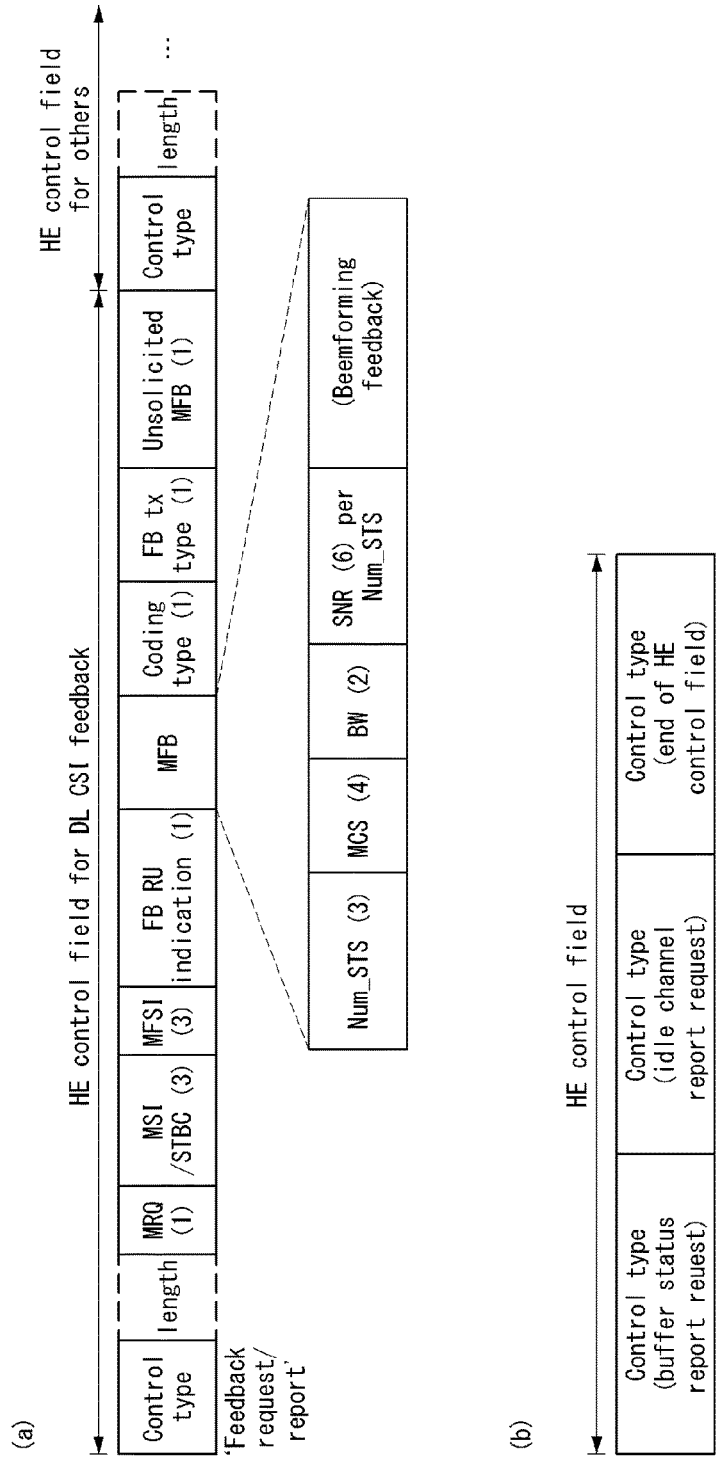 (a)
HE control field for DL CSI feedback
HE control field
for others
Control
type
length
MRQ
(1)
MSI
/STBC (3)
MFSI
(3)
FB RU
indication (1)
MFB
Coding
type (1)
FB tx
type (1)
Unsolicited
MFB (1)
Control
type
length
...
'Feedback
request/
report'
Num_STS (3)
MCS (4)
BW (2)
SNR (6) per
Num_STS
(Beemforming
feedback)
(b)
HE control field
Control type
(buffer status
report reuest)
Control type
(idle channel
report request)
Control type
(end of HE
control field)